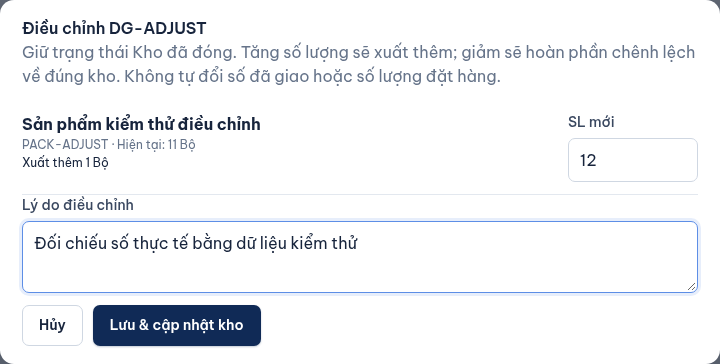 Điều chỉnh DG-ADJUST
Giữ trạng thái Kho đã đóng. Tăng số lượng sẽ xuất thêm; giảm sẽ hoàn phần chênh lệch
về đúng kho. Không tự đổi số đã giao hoặc số lượng đặt hàng.
Sản phẩm kiểm thử điều chỉnh
PACK-ADJUST · Hiện tại: 11 Bộ
Xuất thêm 1 Bộ
SL mới
12
Lý do điều chỉnh
Đối chiếu số thực tế bằng dữ liệu kiểm thử
Hủy
Lưu & cập nhật kho